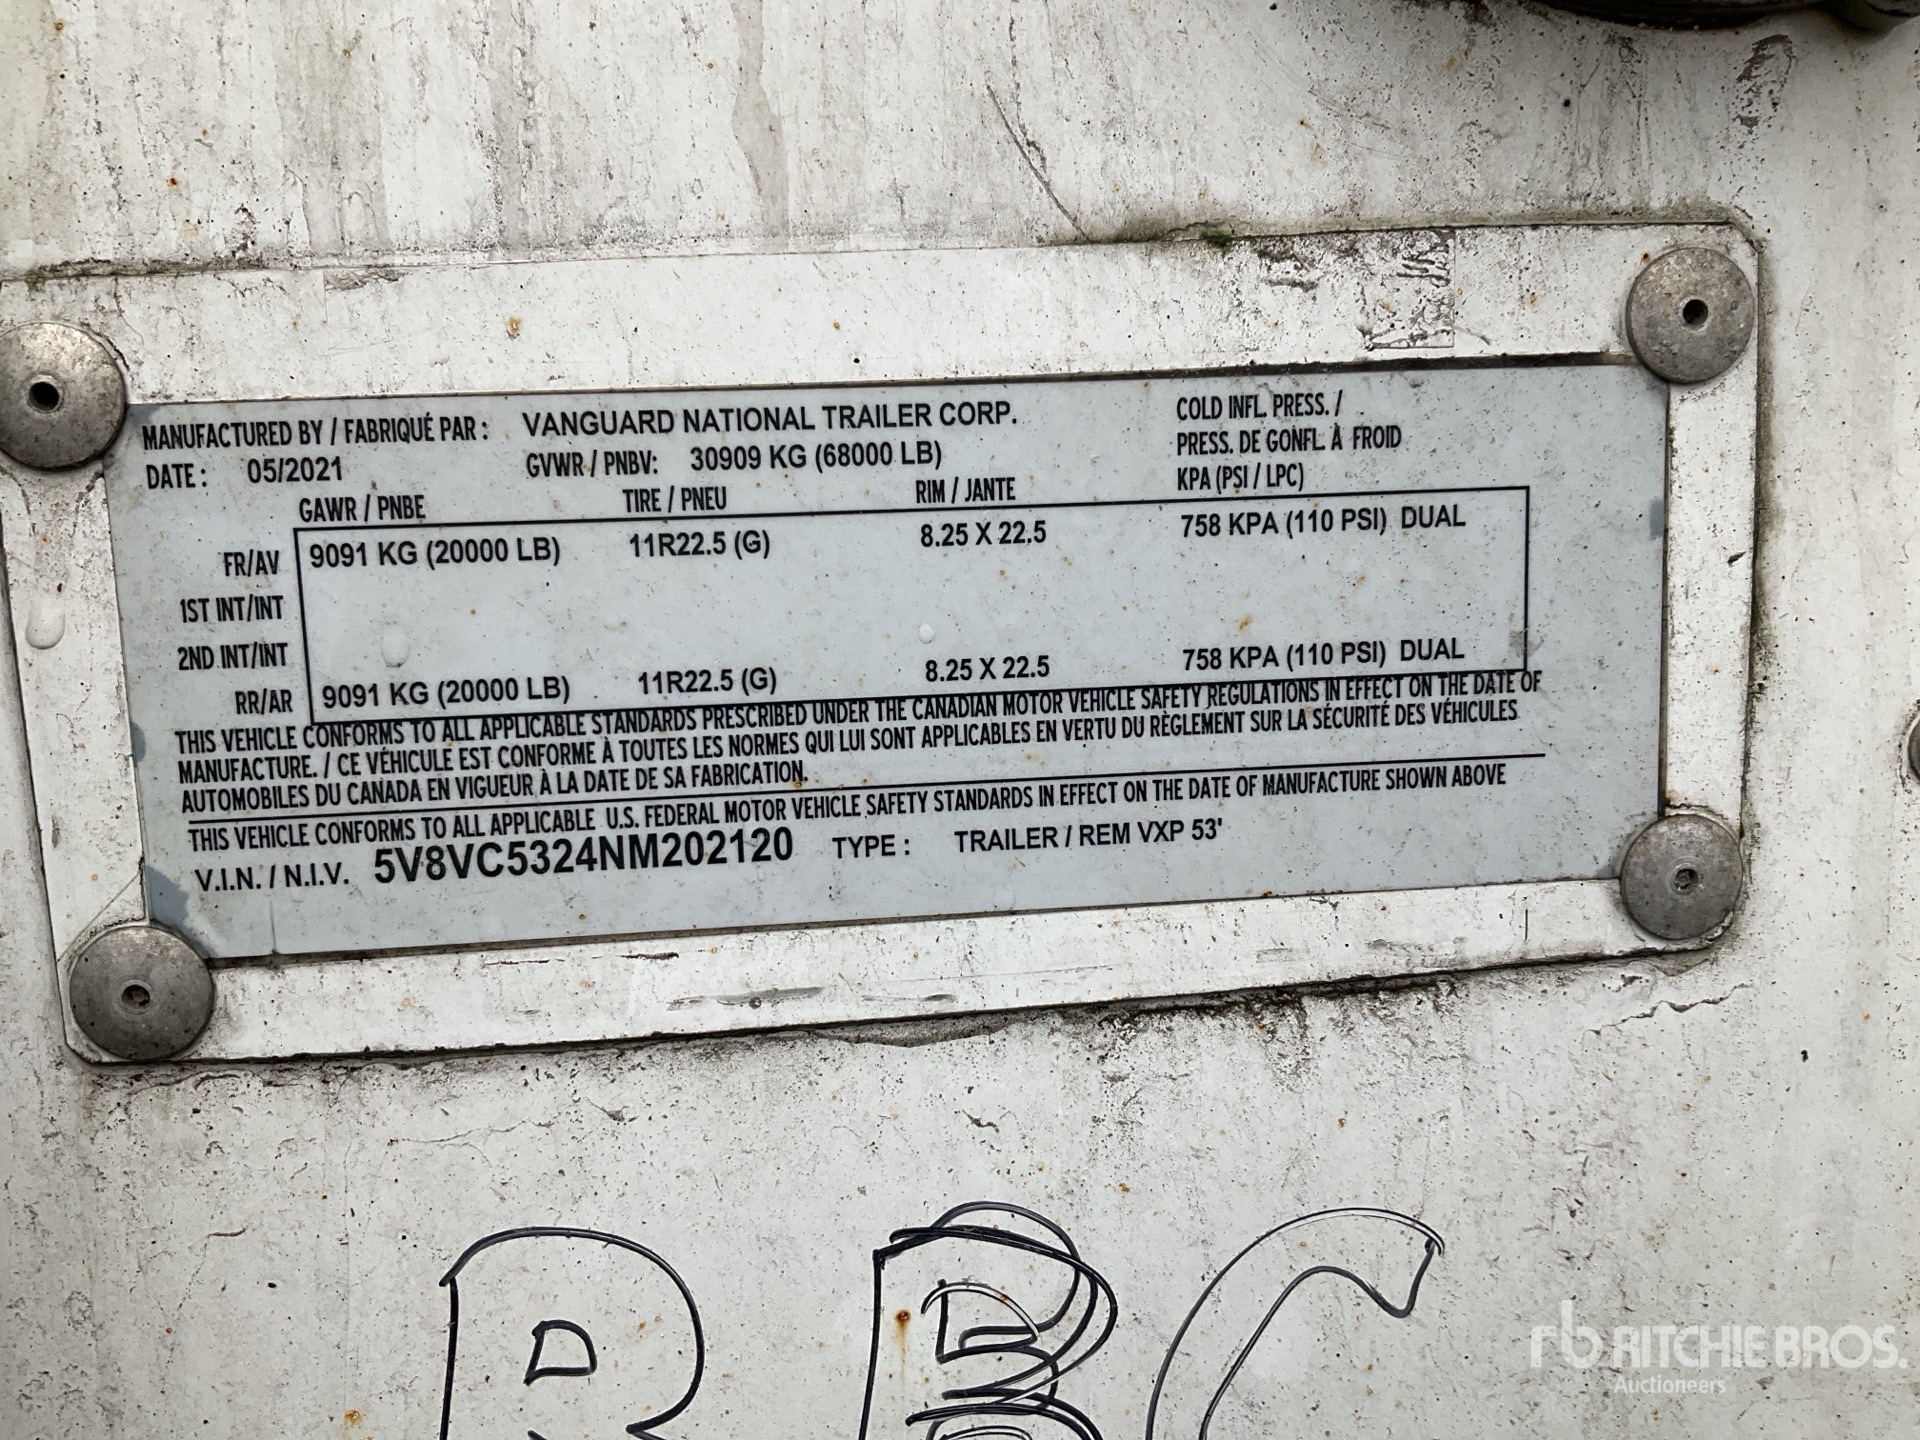 MANUFACTURED BY / FABRIQUÉ PAR : VANGUARD NATIONAL TRAILER CORP.
COLD INFL. PRESS. /
PRESS. DE GONFL. À FROID
KPA (PSI / LPC)
DATE : 05/2021 GVWR / PNBV: 30909 KG (68000 LB)
GAWR / PNBE TIRE / PNEU RIM / JANTE
FR/AV 9091 KG (20000 LB) 11R22.5 (G) 8.25 X 22.5 758 KPA (110 PSI) DUAL
1ST INT/INT
2ND INT/INT
RR/AR 9091 KG (20000 LB) 11R22.5 (G) 8.25 X 22.5 758 KPA (110 PSI) DUAL
THIS VEHICLE CONFORMS TO ALL APPLICABLE STANDARDS PRESCRIBED UNDER THE CANADIAN MOTOR VEHICLE SAFETY REGULATIONS IN EFFECT ON THE DATE OF
MANUFACTURE. / CE VÉHICULE EST CONFORME À TOUTES LES NORMES QUI LUI SONT APPLICABLES EN VERTU DU RÈGLEMENT SUR LA SÉCURITÉ DES VÉHICULES
AUTOMOBILES DU CANADA EN VIGUEUR À LA DATE DE SA FABRICATION.
THIS VEHICLE CONFORMS TO ALL APPLICABLE U.S. FEDERAL MOTOR VEHICLE SAFETY STANDARDS IN EFFECT ON THE DATE OF MANUFACTURE SHOWN ABOVE
V.I.N. / N.I.V. 5V8VC5324NM202120 TYPE : TRAILER / REM VXP 53'
R B C
rb RITCHIE BROS.
Auctioneers